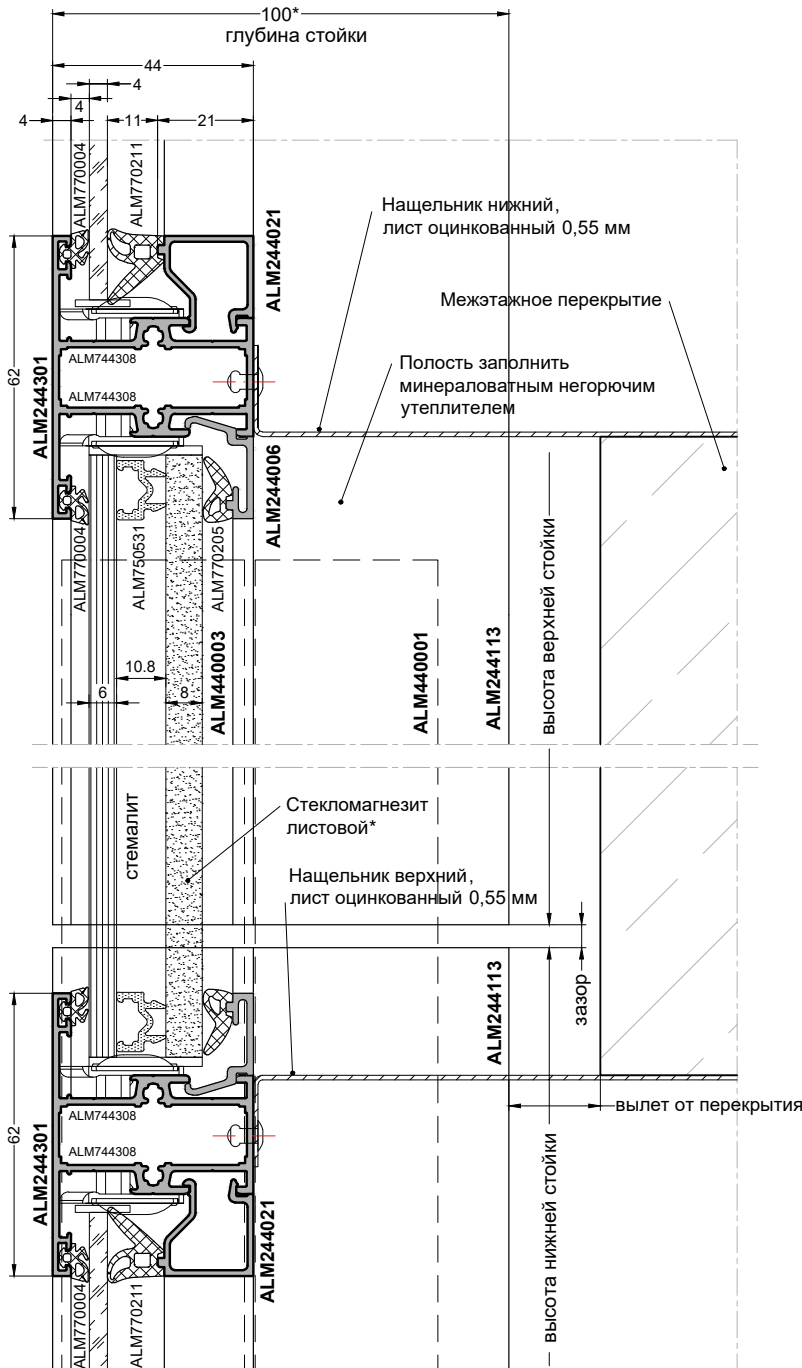 100*
глубина стойки
44
4
4
4
11
21
ALM770004
ALM770211
ALM244021
Нащельник нижний,
лист оцинкованный 0,55 мм
Межэтажное перекрытие
Полость заполнить
минераловатным негорючим
утеплителем
62
ALM244301
ALM744308
ALM744308
ALM244006
ALM770004
ALM750531
ALM770205
ALM440003
ALM440001
ALM244113
высота верхней стойки
10.8
6
8
стемалит
Стекломагнезит
листовой*
Нащельник верхний,
лист оцинкованный 0,55 мм
зазор
ALM244113
вылет от перекрытия
62
ALM244301
ALM744308
ALM744308
ALM244021
высота нижней стойки
ALM770004
ALM770211